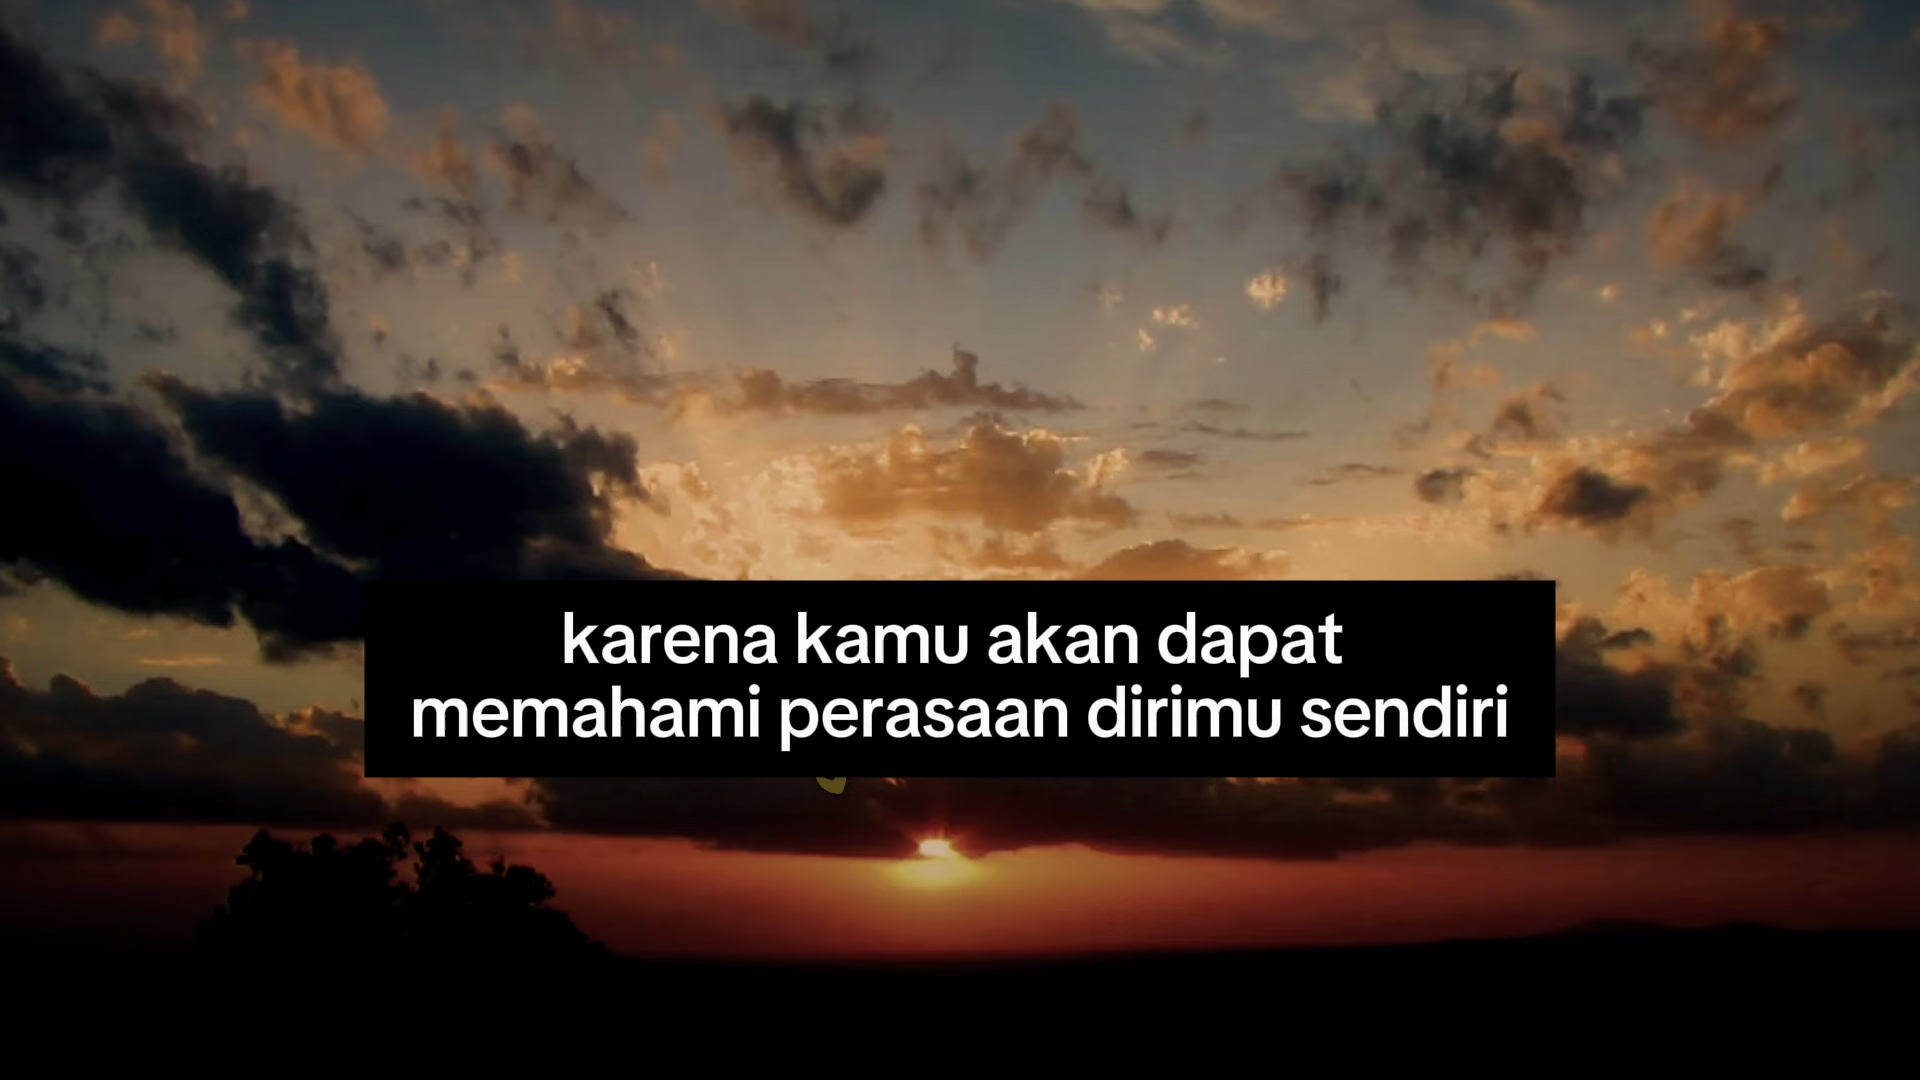 karena kamu akan dapat
memahami perasaan dirimu sendiri